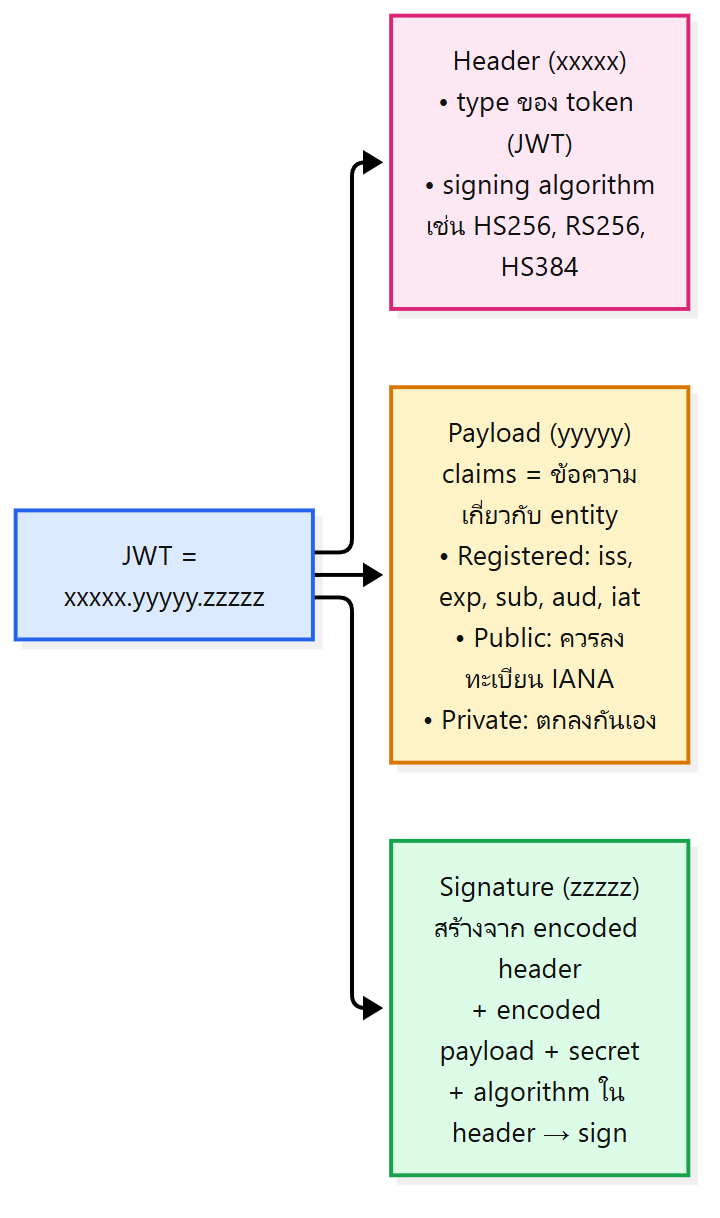 Header (xxxxx)
• type ของ token
(JWT)
• signing algorithm
เช่น HS256, RS256,
HS384
Payload (yyyyy)
claims = ข้อความ
เกี่ยวกับ entity
• Registered: iss,
exp, sub, aud, iat
• Public: ควรลง
ทะเบียน IANA
• Private: ตกลงกันเอง
JWT =
xxxxx.yyyyy.zzzzz
Signature (zzzzz)
สร้างจาก encoded
header
+ encoded
payload + secret
+ algorithm ใน
header → sign